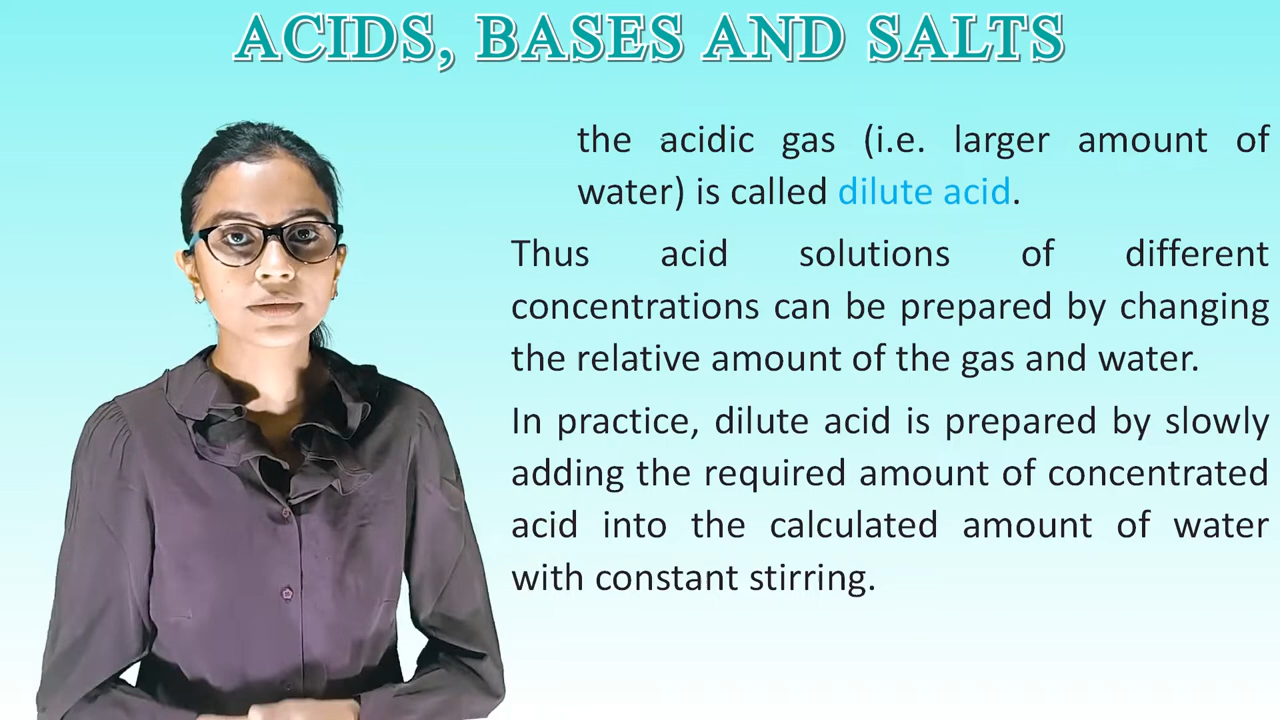 ACIDS, BASES AND SALTS
the acidic gas (i.e. larger amount of
water) is called dilute acid.
Thus acid solutions of different
concentrations can be prepared by changing
the relative amount of the gas and water.
In practice, dilute acid is prepared by slowly
adding the required amount of concentrated
acid into the calculated amount of water
with constant stirring.